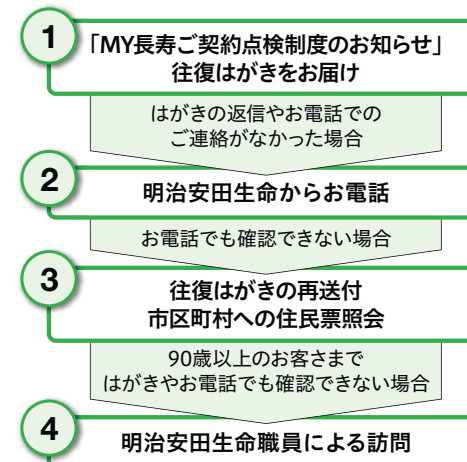 1
「MY長寿ご契約点検制度のお知らせ」
往復はがきをお届け
はがきの返信やお電話での
ご連絡がなかった場合
2
明治安田生命からお電話
お電話でも確認できない場合
3
往復はがきの再送付
市区町村への住民票照会
90歳以上のお客さまで
はがきやお電話でも確認できない場合
4
明治安田生命職員による訪問